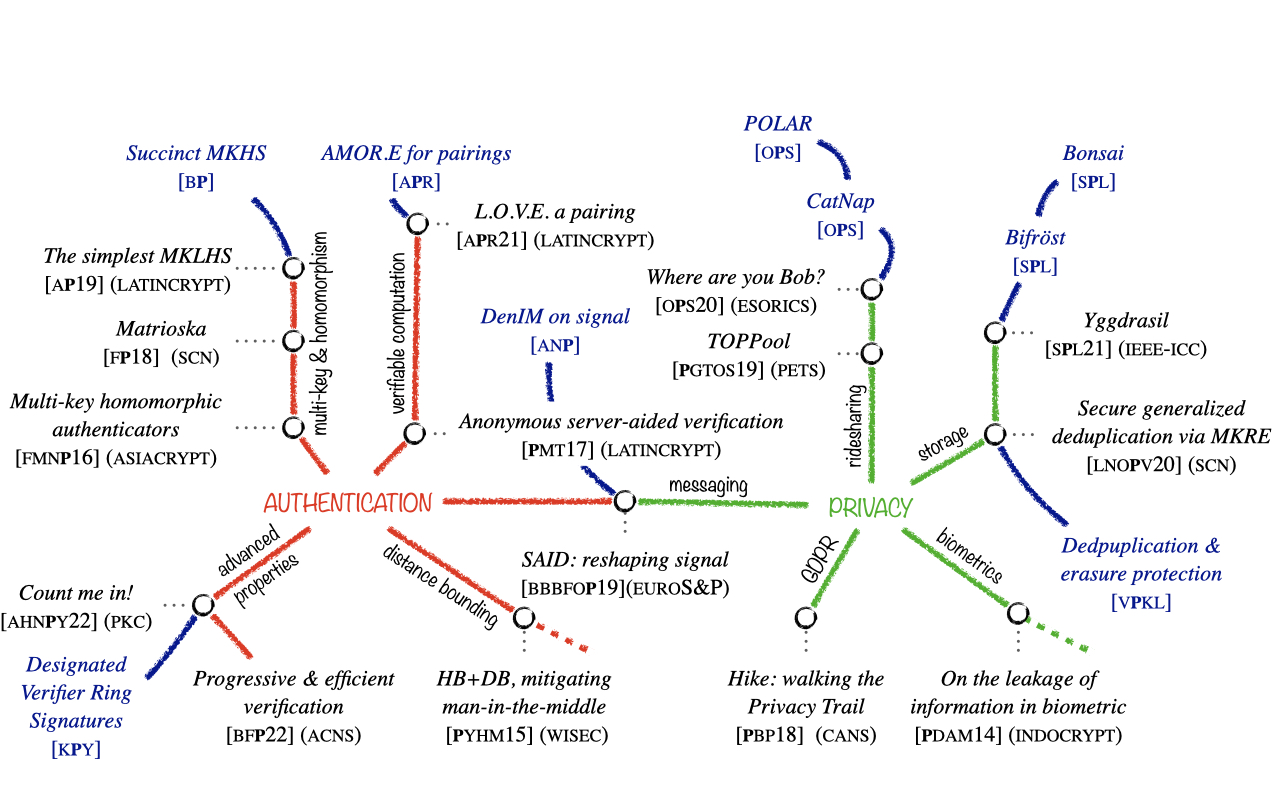 POLAR
[OPS]
Succinct MKHS
[BP]
AMOR.E for pairings
[APR]
Bonsai
[SPL]
CatNap
[OPS]
L.O.V.E. a pairing
[APR21] (LATINCRYPT)
Bifröst
[SPL]
The simplest MKLHS
[AP19] (LATINCRYPT)
multi-key & homomorphism
verifiable computation
Where are you Bob?
[OPS20] (ESORICS)
DenIM on signal
[ANP]
Matrioska
[FP18] (SCN)
TOPPool
[PGTOS19] (PETS)
Yggdrasil
[SPL21] (IEEE-ICC)
Multi-key homomorphic
authenticators
[FMNP16] (ASIACRYPT)
Anonymous server-aided verification
[PMT17] (LATINCRYPT)
ridesharing
storage
Secure generalized
deduplication via MKRE
[LNOPV20] (SCN)
AUTHENTICATION
messaging
PRIVACY
advanced
properties
distance bounding
SAID: reshaping signal
[BBBFOP19](EUROS&P)
GDPR
biometrics
Dedpuplication &
erasure protection
[VPKL]
Count me in!
[AHNPY22] (PKC)
Designated
Verifier Ring
Signatures
[KPY]
Progressive & efficient
verification
[BFP22] (ACNS)
HB+DB, mitigating
man-in-the-middle
[PYHM15] (WISEC)
Hike: walking the
Privacy Trail
[PBP18] (CANS)
On the leakage of
information in biometric
[PDAM14] (INDOCRYPT)